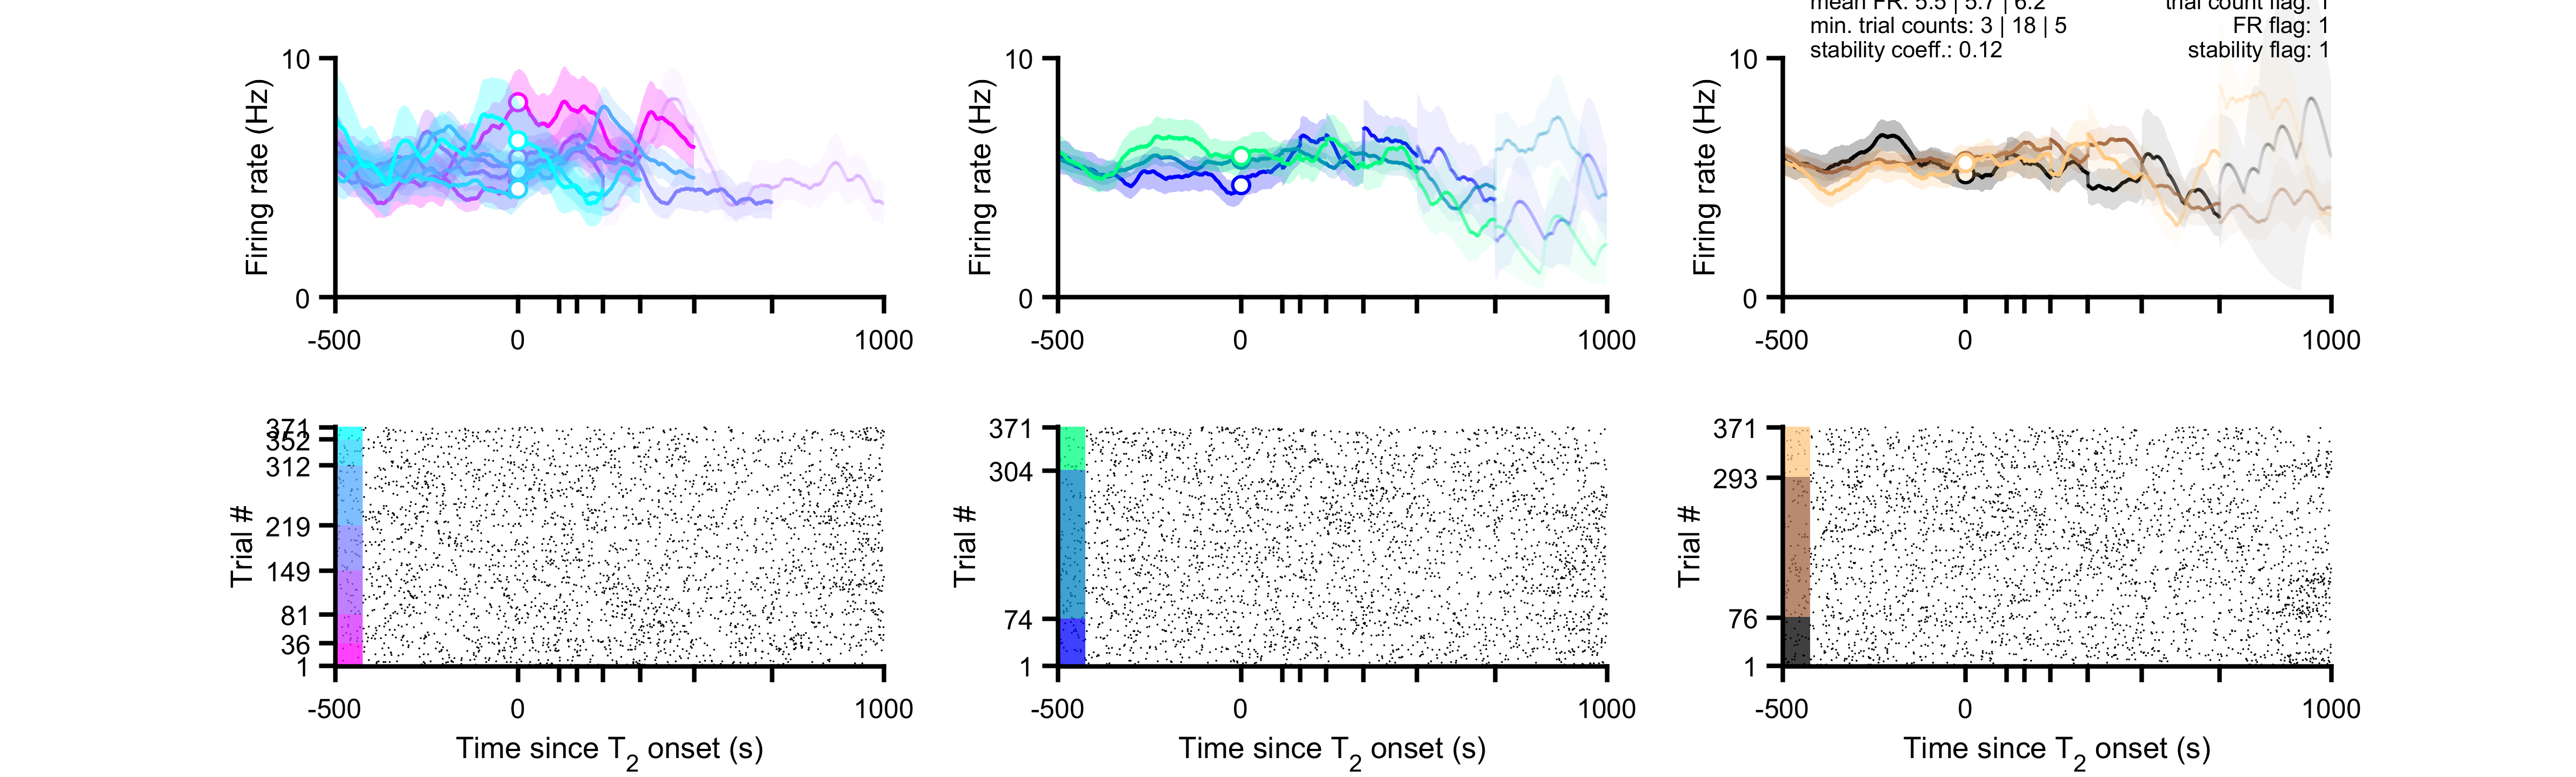 mean FR: 5.5 | 5.7 | 6.2
trial count flag: 1
min. trial counts: 3 | 18 | 5
FR flag: 1
stability coeff.: 0.12
stability flag: 1
10
Firing rate (Hz)
0
-500
0
1000
10
Firing rate (Hz)
0
-500
0
1000
10
Firing rate (Hz)
0
-500
0
1000
371
352
312
219
149
81
36
1
Trial #
-500
0
1000
Time since T2 onset (s)
371
304
74
1
Trial #
-500
0
1000
Time since T2 onset (s)
371
293
76
1
Trial #
-500
0
1000
Time since T2 onset (s)